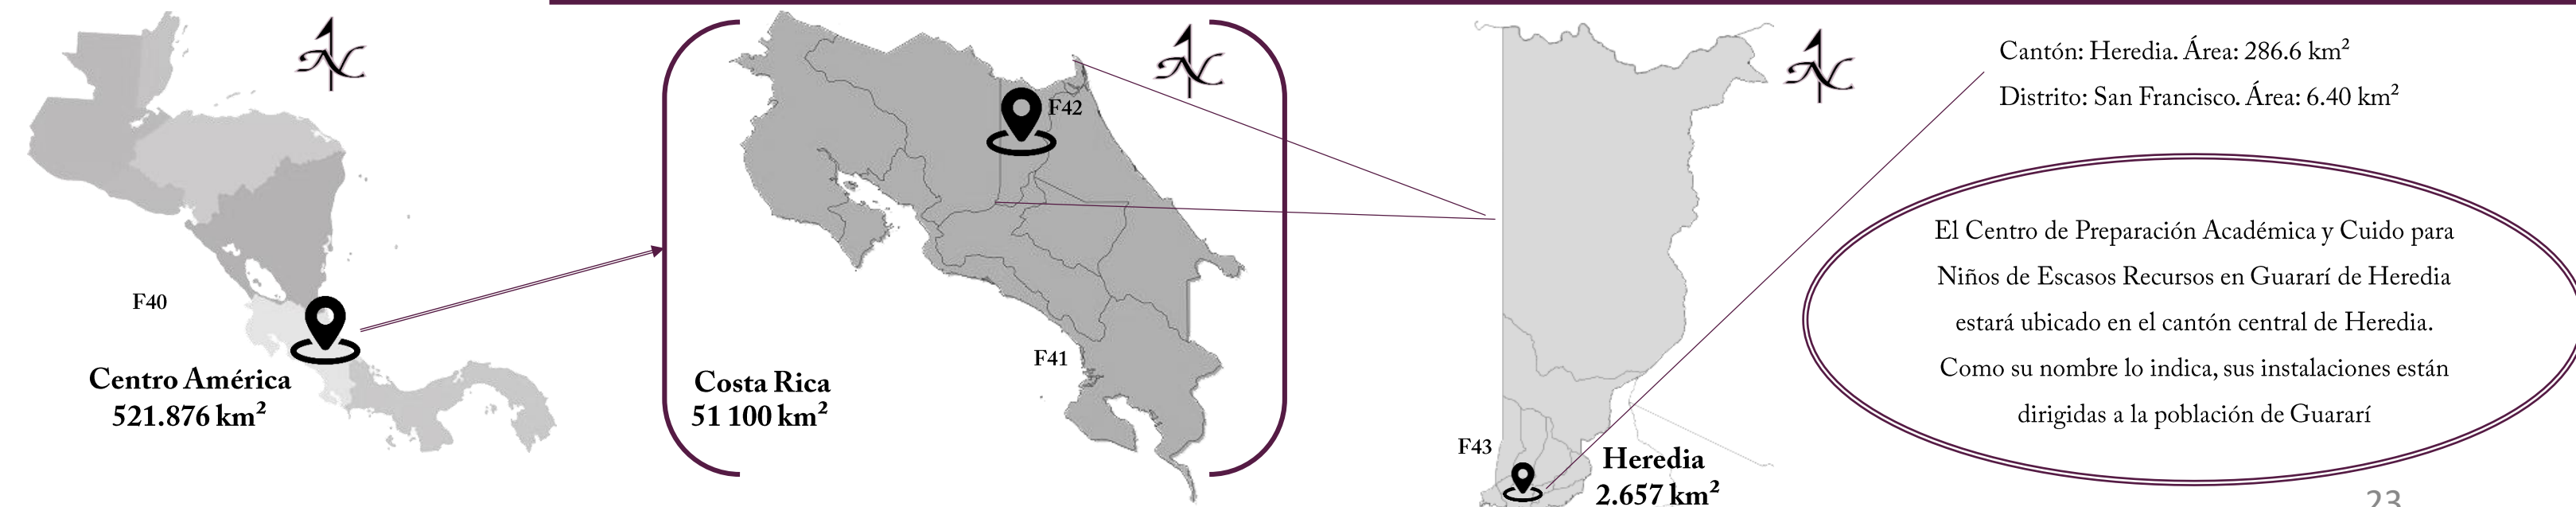 N
F40
Centro América
521.876 km²
N
F42
F41
Costa Rica
51 100 km²
N
F43
Heredia
2.657 km²
Cantón: Heredia. Área: 286.6 km²
Distrito: San Francisco. Área: 6.40 km²
El Centro de Preparación Académica y Cuido para
Niños de Escasos Recursos en Guararí de Heredia
estará ubicado en el cantón central de Heredia.
Como su nombre lo indica, sus instalaciones están
dirigidas a la población de Guararí
23